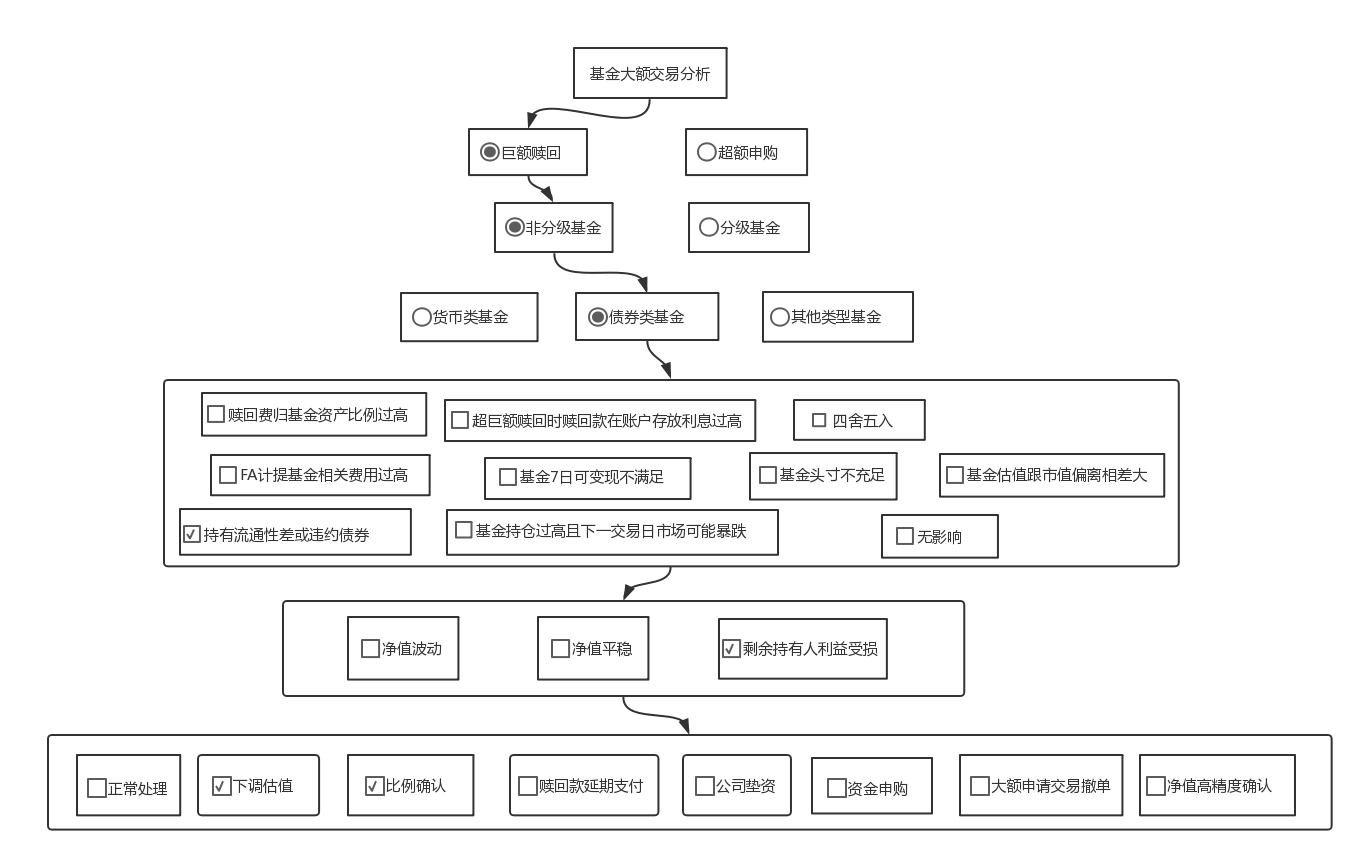 基金大额交易分析
巨额赎回
超额申购
非分级基金
分级基金
货币类基金
债券类基金
其他类型基金
赎回费归基金资产比例过高
超巨额赎回时赎回款在账户存放利息过高
四舍五入
FA计提基金相关费用过高
基金7日可变现不满足
基金头寸不充足
基金估值跟市值偏离相差大
持有流通性差或违约债券
基金持仓过高且下一交易日市场可能暴跌
无影响
净值波动
净值平稳
剩余持有人利益受损
正常处理
下调估值
比例确认
赎回款延期支付
公司垫资
资金申购
大额申请交易撤单
净值高精度确认